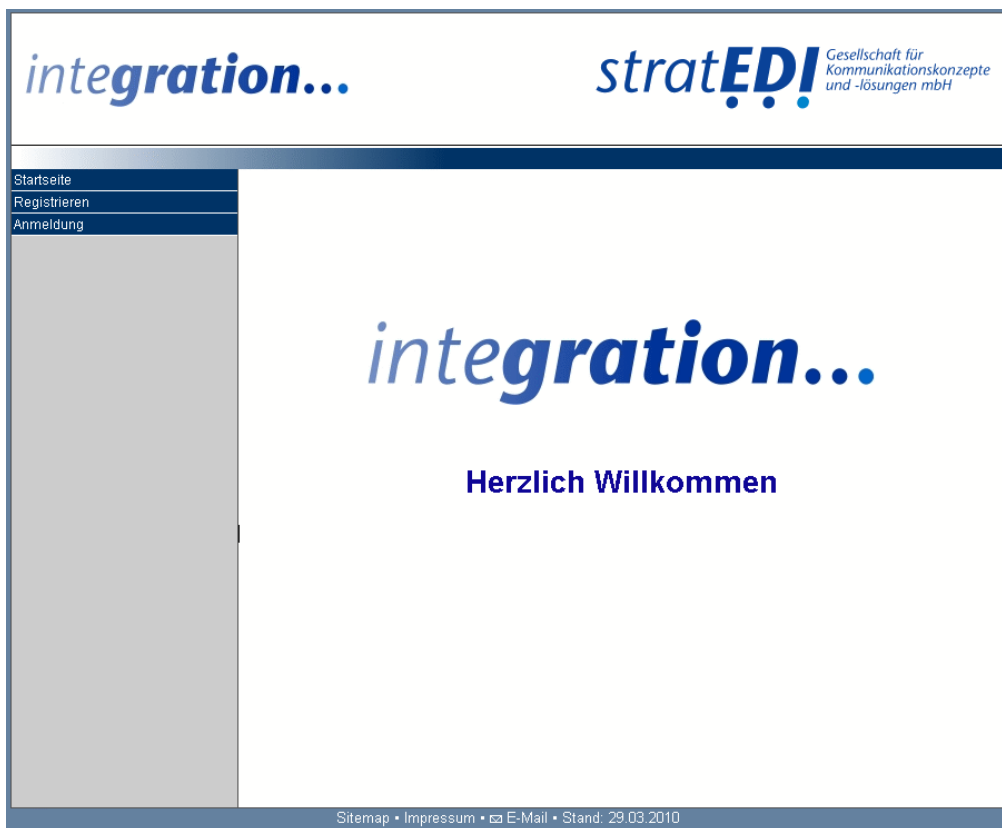 integration...
stratEDI
Gesellschaft für
Kommunikationskonzepte
und -lösungen mbH
Startseite
Registrieren
Anmeldung
integration...
Herzlich Willkommen
Sitemap ▪ Impressum ▪ ✉ E-Mail ▪ Stand: 29.03.2010